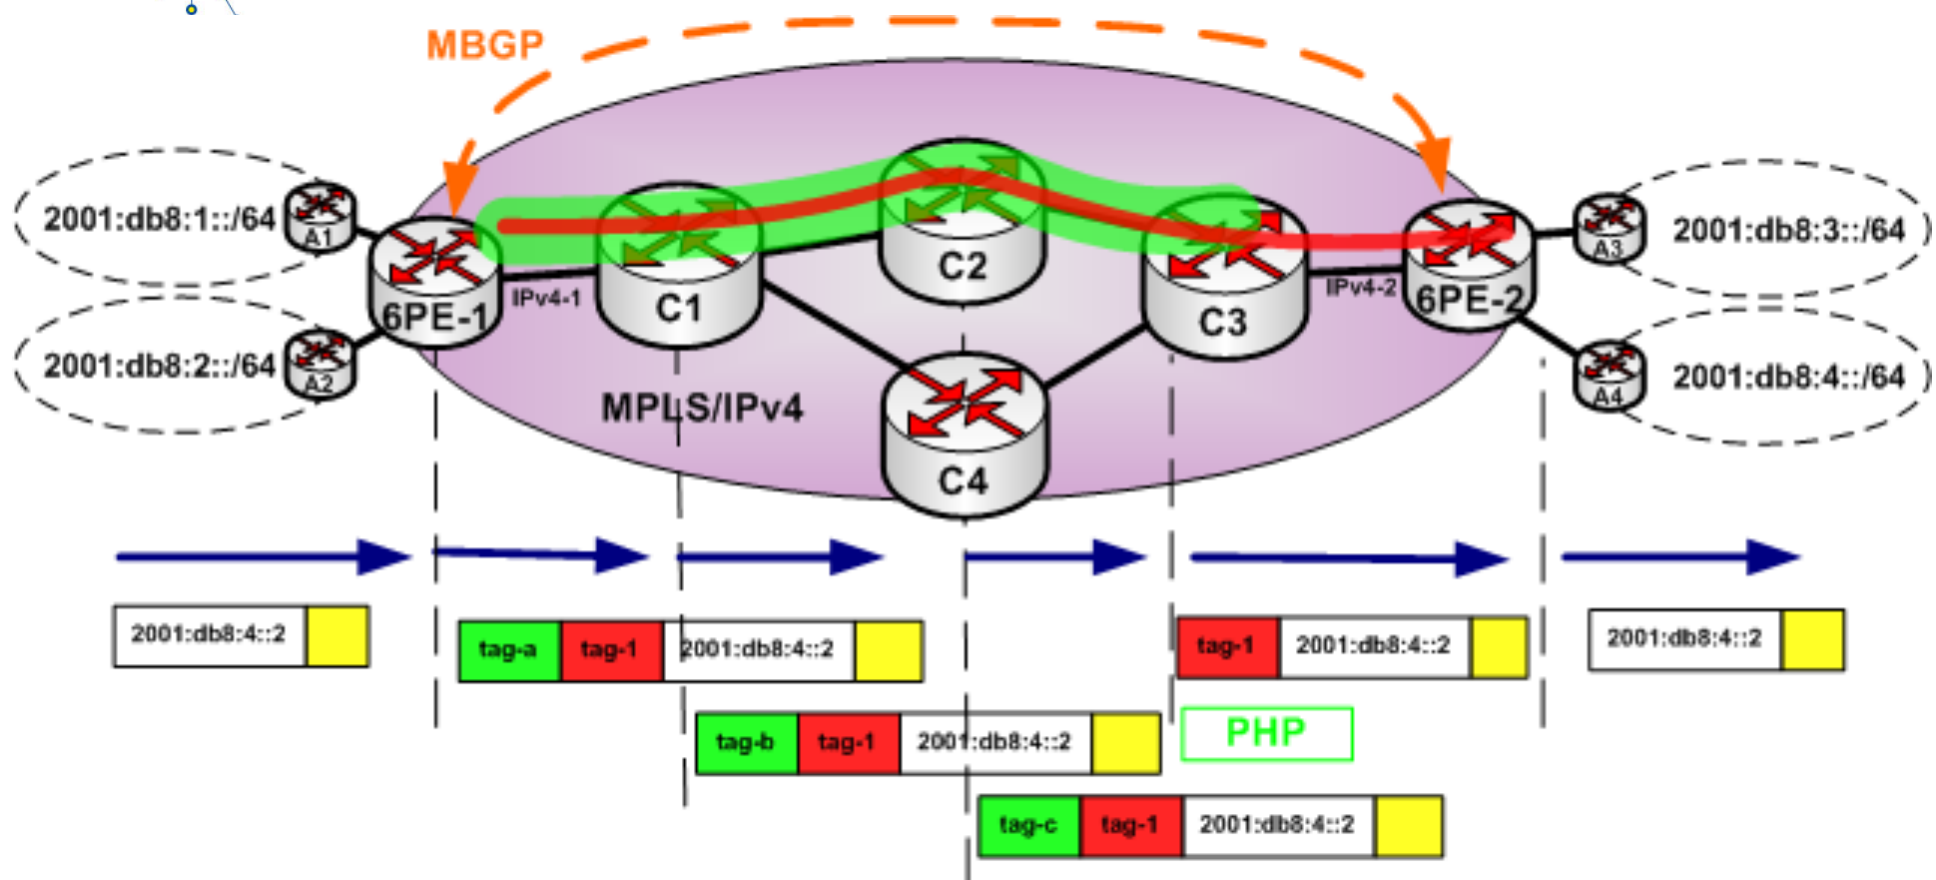 MBGP
2001:db8:1::/64
A1
2001:db8:2::/64
A2
6PE-1
IPv4-1
C1
C2
C3
C4
IPv4-2
6PE-2
MPLS/IPv4
A3
2001:db8:3::/64
A4
2001:db8:4::/64
2001:db8:4::2
tag-a tag-1 2001:db8:4::2
tag-1 2001:db8:4::2
2001:db8:4::2
tag-b tag-1 2001:db8:4::2
PHP
tag-c tag-1 2001:db8:4::2